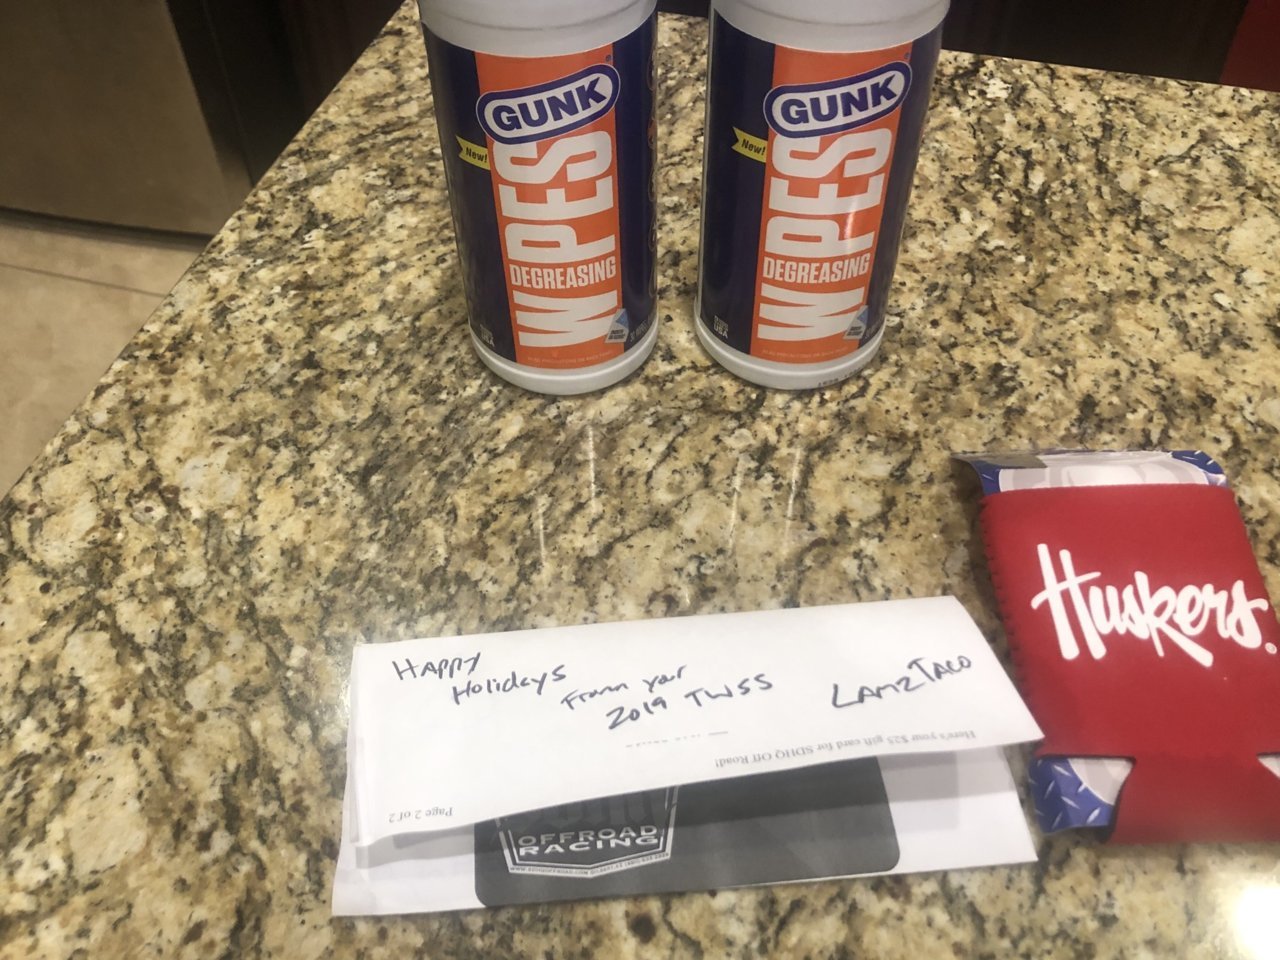 GUNK
New!
WIPES
DEGREASING
GUNK
New!
WIPES
DEGREASING
Huskers
Happy
Holidays
From your
2019 TWSS
LAMZTACO
Here's your $25 gift card for SDHQ Off Road!
Page 2 of 2
OFFROAD
RACING